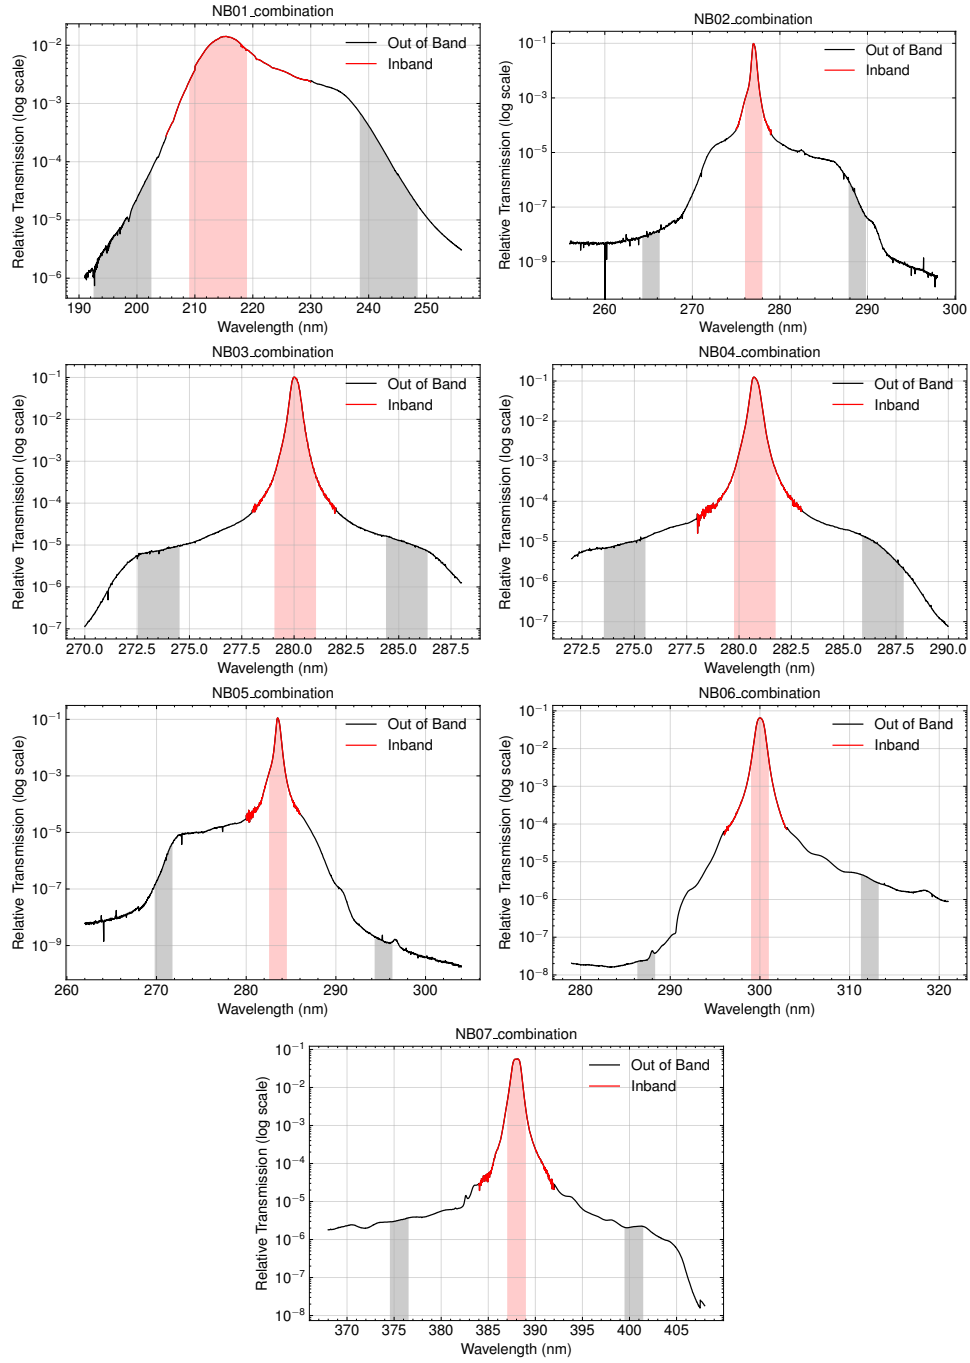 NB01_combination
Relative Transmission (log scale)
10⁻²
10⁻³
10⁻⁴
10⁻⁵
10⁻⁶
Out of Band
Inband
190 200 210 220 230 240 250
Wavelength (nm)
NB02_combination
Relative Transmission (log scale)
10⁻¹
10⁻³
10⁻⁵
10⁻⁷
10⁻⁹
Out of Band
Inband
260 270 280 290 300
Wavelength (nm)
NB03_combination
Relative Transmission (log scale)
10⁻¹
10⁻²
10⁻³
10⁻⁴
10⁻⁵
10⁻⁶
10⁻⁷
Out of Band
Inband
270.0 272.5 275.0 277.5 280.0 282.5 285.0 287.5
Wavelength (nm)
NB04_combination
Relative Transmission (log scale)
10⁻¹
10⁻²
10⁻³
10⁻⁴
10⁻⁵
10⁻⁶
10⁻⁷
Out of Band
Inband
272.5 275.0 277.5 280.0 282.5 285.0 287.5 290.0
Wavelength (nm)
NB05_combination
Relative Transmission (log scale)
10⁻¹
10⁻³
10⁻⁵
10⁻⁷
10⁻⁹
Out of Band
Inband
260 270 280 290 300
Wavelength (nm)
NB06_combination
Relative Transmission (log scale)
10⁻¹
10⁻²
10⁻³
10⁻⁴
10⁻⁵
10⁻⁶
10⁻⁷
10⁻⁸
Out of Band
Inband
280 290 300 310 320
Wavelength (nm)
NB07_combination
Relative Transmission (log scale)
10⁻¹
10⁻²
10⁻³
10⁻⁴
10⁻⁵
10⁻⁶
10⁻⁷
10⁻⁸
Out of Band
Inband
370 375 380 385 390 395 400 405
Wavelength (nm)